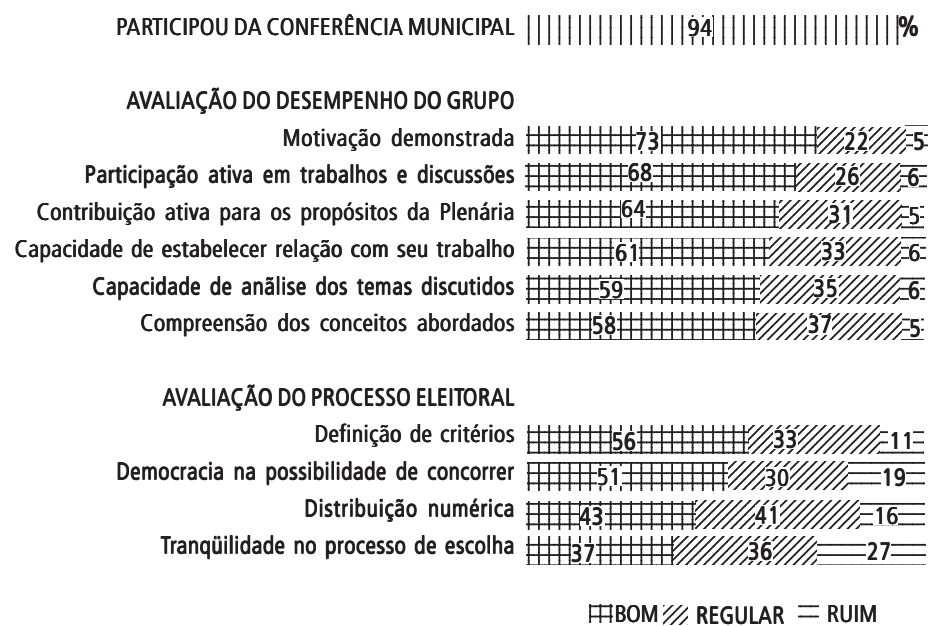 PARTICIPOU DA CONFERÊNCIA MUNICIPAL 94 %
AVALIAÇÃO DO DESEMPENHO DO GRUPO
Motivação demonstrada 73 22 5
Participação ativa em trabalhos e discussões 68 26 6
Contribuição ativa para os propósitos da Plenária 64 31 5
Capacidade de estabelecer relação com seu trabalho 61 33 6
Capacidade de anãlise dos temas discutidos 59 35 6
Compreensão dos conceitos abordados 58 37 5
AVALIAÇÃO DO PROCESSO ELEITORAL
Definição de critérios 56 33 11
Democracia na possibilidade de concorrer 51 30 19
Distribuição numérica 43 41 16
Tranqüilidade no processo de escolha 37 36 27
BOM REGULAR RUIM